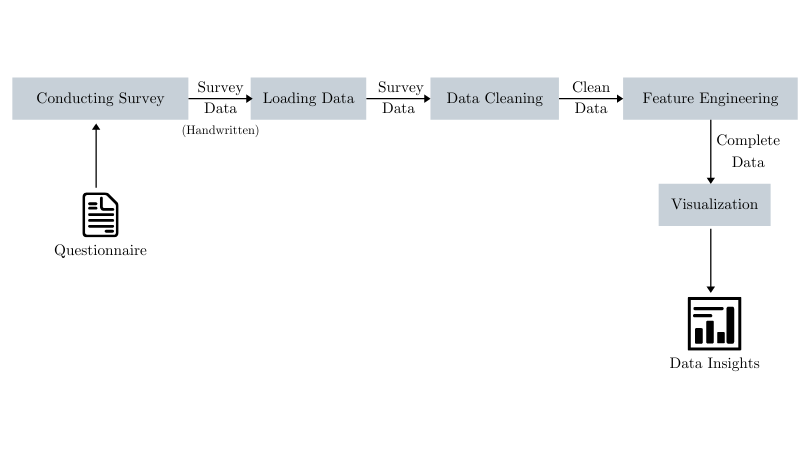 Conducting Survey
Survey
Data
(Handwritten)
Loading Data
Survey
Data
Data Cleaning
Clean
Data
Feature Engineering
Complete
Data
Visualization
Questionnaire
Data Insights